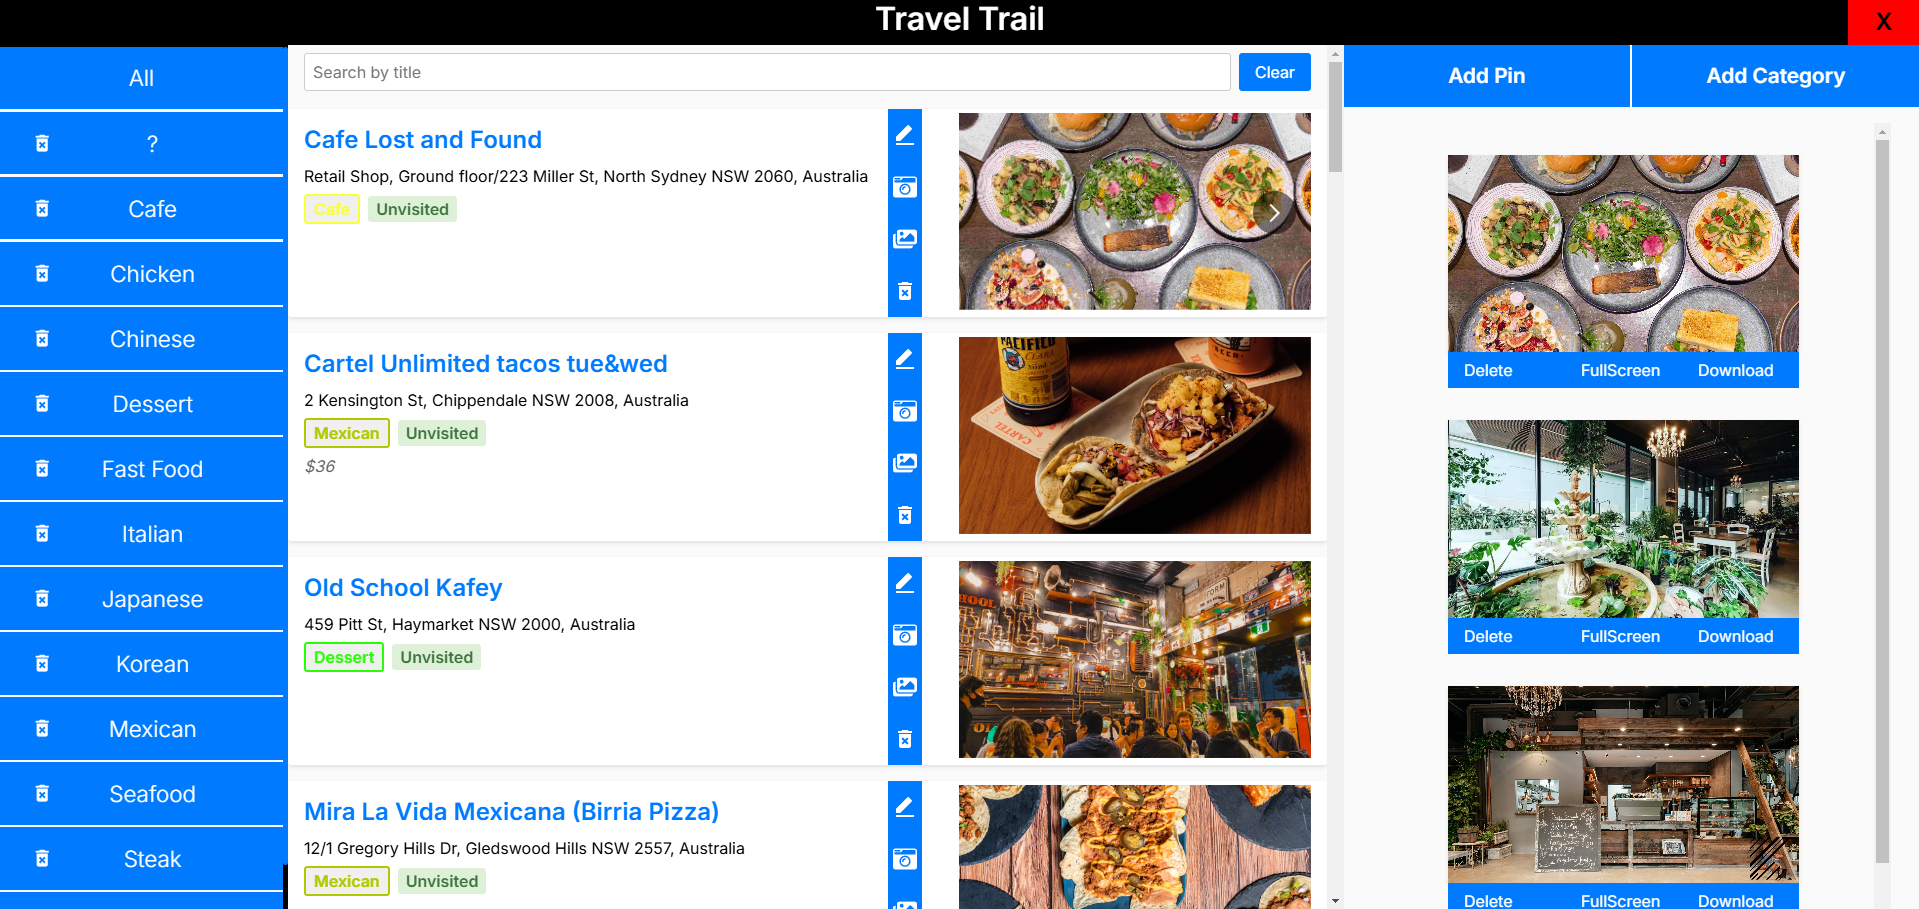 Travel Trail
X
All
?
Cafe
Chicken
Chinese
Dessert
Fast Food
Italian
Japanese
Korean
Mexican
Seafood
Steak
Search by title
Clear
Cafe Lost and Found
Retail Shop, Ground floor/223 Miller St, North Sydney NSW 2060, Australia
Cafe Unvisited
Cartel Unlimited tacos tue&wed
2 Kensington St, Chippendale NSW 2008, Australia
Mexican Unvisited
$36
PACIFICO
CLARA
BEER
CARTEL
Old School Kafey
459 Pitt St, Haymarket NSW 2000, Australia
Dessert Unvisited
Mira La Vida Mexicana (Birria Pizza)
12/1 Gregory Hills Dr, Gledswood Hills NSW 2557, Australia
Mexican Unvisited
Add Pin Add Category
Delete FullScreen Download
Delete FullScreen Download
Delete FullScreen Download